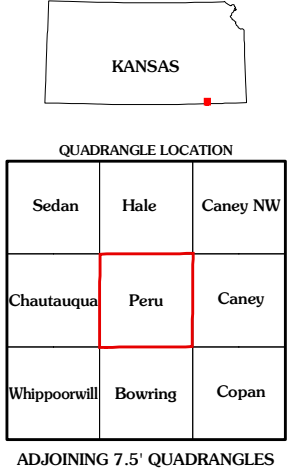 KANSAS
QUADRANGLE LOCATION
Sedan Hale Caney NW
Chautauqua Peru Caney
Whippoorwill Bowring Copan
ADJOINING 7.5' QUADRANGLES